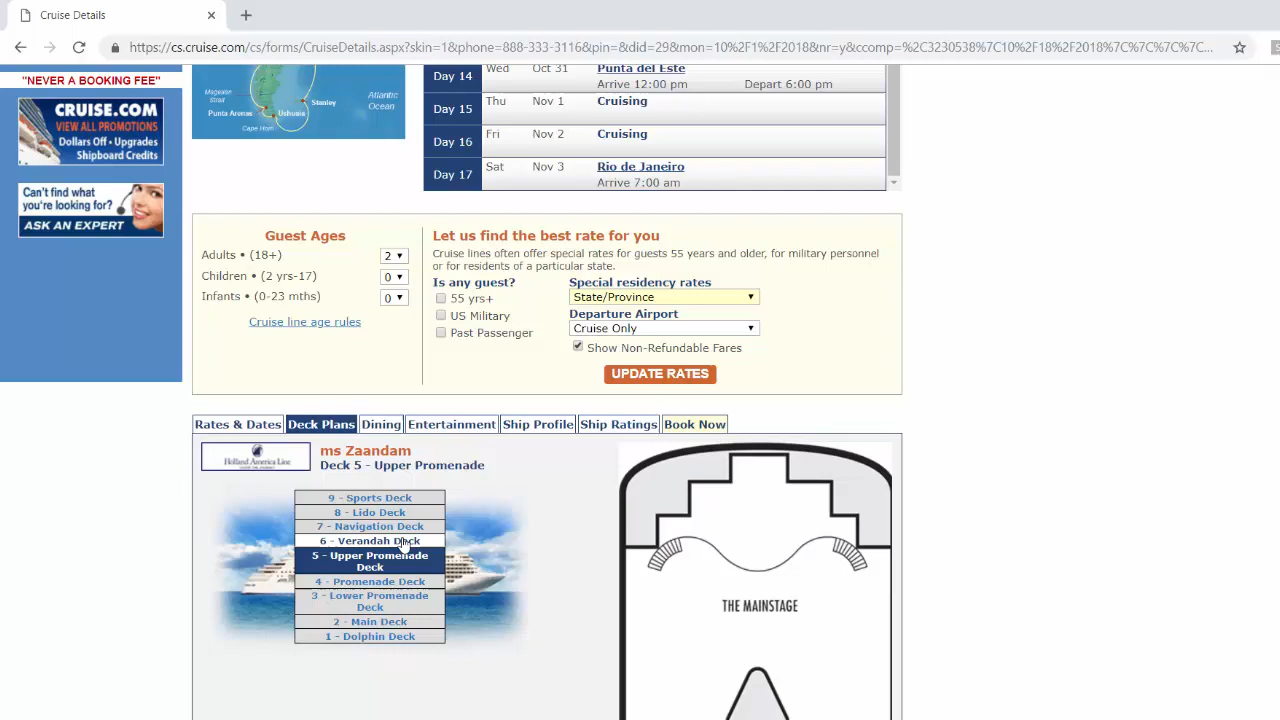 Cruise Details
https://cs.cruise.com/cs/forms/CruiseDetails.aspx?skin=1&phone=888-333-3116&pin=&did=29&mon=10%2F1%2F2018&nr=y&ccomp=%2C3230538%7C10%2F18%2F2018%7C%7C%7C%7C...
"NEVER A BOOKING FEE"
CRUISE.COM
VIEW ALL PROMOTIONS
Dollars Off • Upgrades
Shipboard Credits
Can't find what
you're looking for?
ASK AN EXPERT
Magellan
Strait
Punta Arenas
Ushuaia
Cape Horn
Stanley
Atlantic
Ocean
Day 14 Wed Oct 31 Punta del Este
Arrive 12:00 pm Depart 6:00 pm
Day 15 Thu Nov 1 Cruising
Day 16 Fri Nov 2 Cruising
Day 17 Sat Nov 3 Rio de Janeiro
Arrive 7:00 am
Guest Ages
Adults • (18+) 2
Children • (2 yrs-17) 0
Infants • (0-23 mths) 0
Cruise line age rules
Let us find the best rate for you
Cruise lines often offer special rates for guests 55 years and older, for military personnel
or for residents of a particular state.
Is any guest?
55 yrs+
US Military
Past Passenger
Special residency rates
State/Province
Departure Airport
Cruise Only
Show Non-Refundable Fares
UPDATE RATES
Rates & Dates Deck Plans Dining Entertainment Ship Profile Ship Ratings Book Now
Holland America Line
ms Zaandam
Deck 5 - Upper Promenade
9 - Sports Deck
8 - Lido Deck
7 - Navigation Deck
6 - Verandah Deck
5 - Upper Promenade
Deck
4 - Promenade Deck
3 - Lower Promenade
Deck
2 - Main Deck
1 - Dolphin Deck
THE MAINSTAGE